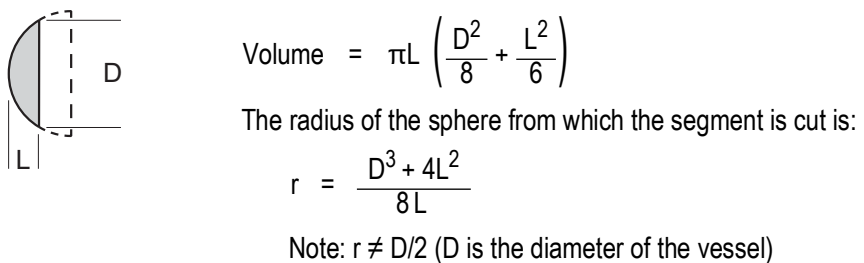 D
L
Volume = πL ( D²/8 + L²/6 )
The radius of the sphere from which the segment is cut is:
r = (D³ + 4L²)/(8 L)
Note: r ≠ D/2 (D is the diameter of the vessel)